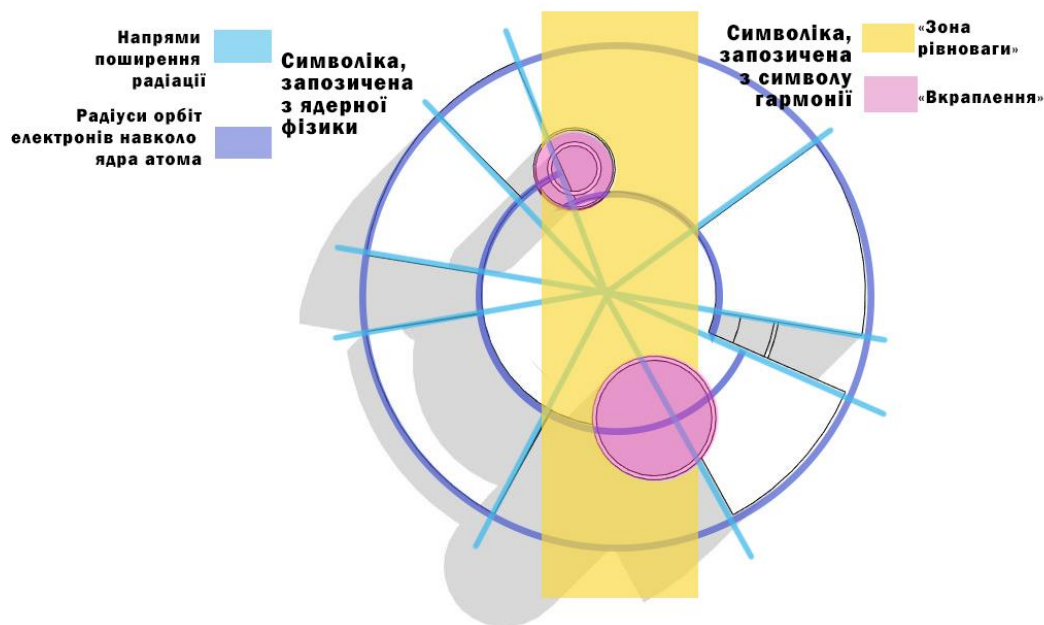 Напрями
поширення
радіації
Символіка,
запозичена
з ядерної
фізики
Радіуси орбіт
електронів навколо
ядра атома
Символіка,
запозичена
з символу
гармонії
«Зона
рівноваги»
«Вкраплення»